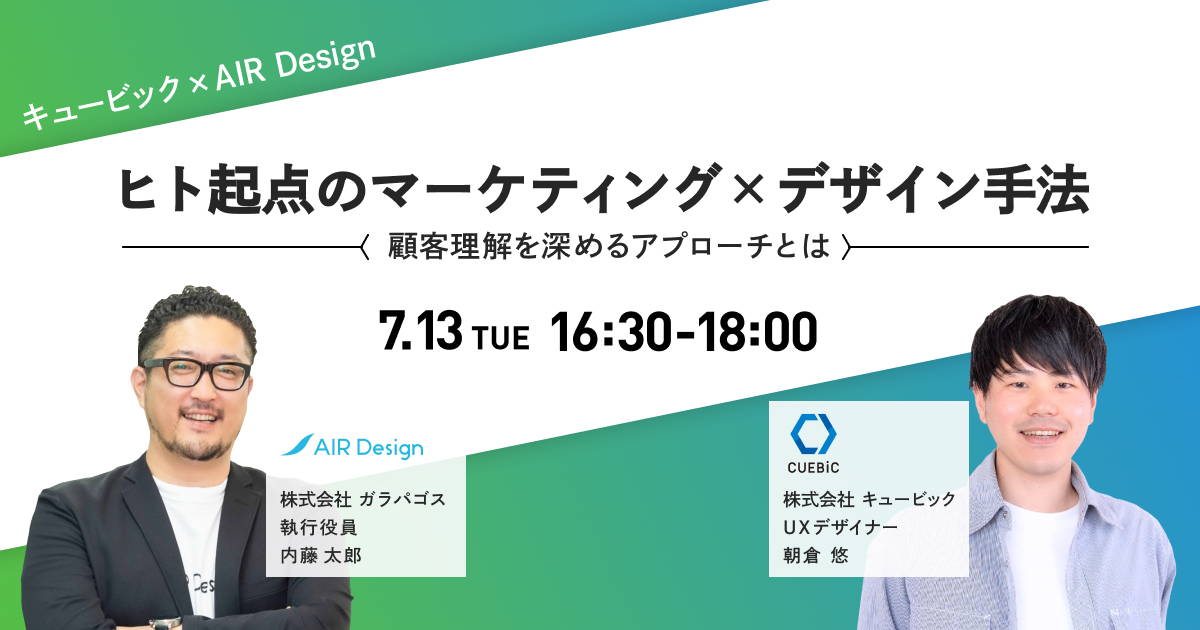 キュービック×AIR Design
ヒト起点のマーケティング×デザイン手法
〈 顧客理解を深めるアプローチとは 〉
7.13 TUE 16:30-18:00
AIR Design
株式会社 ガラパゴス
執行役員
内藤 太郎
CUEBiC
株式会社 キュービック
UXデザイナー
朝倉 悠